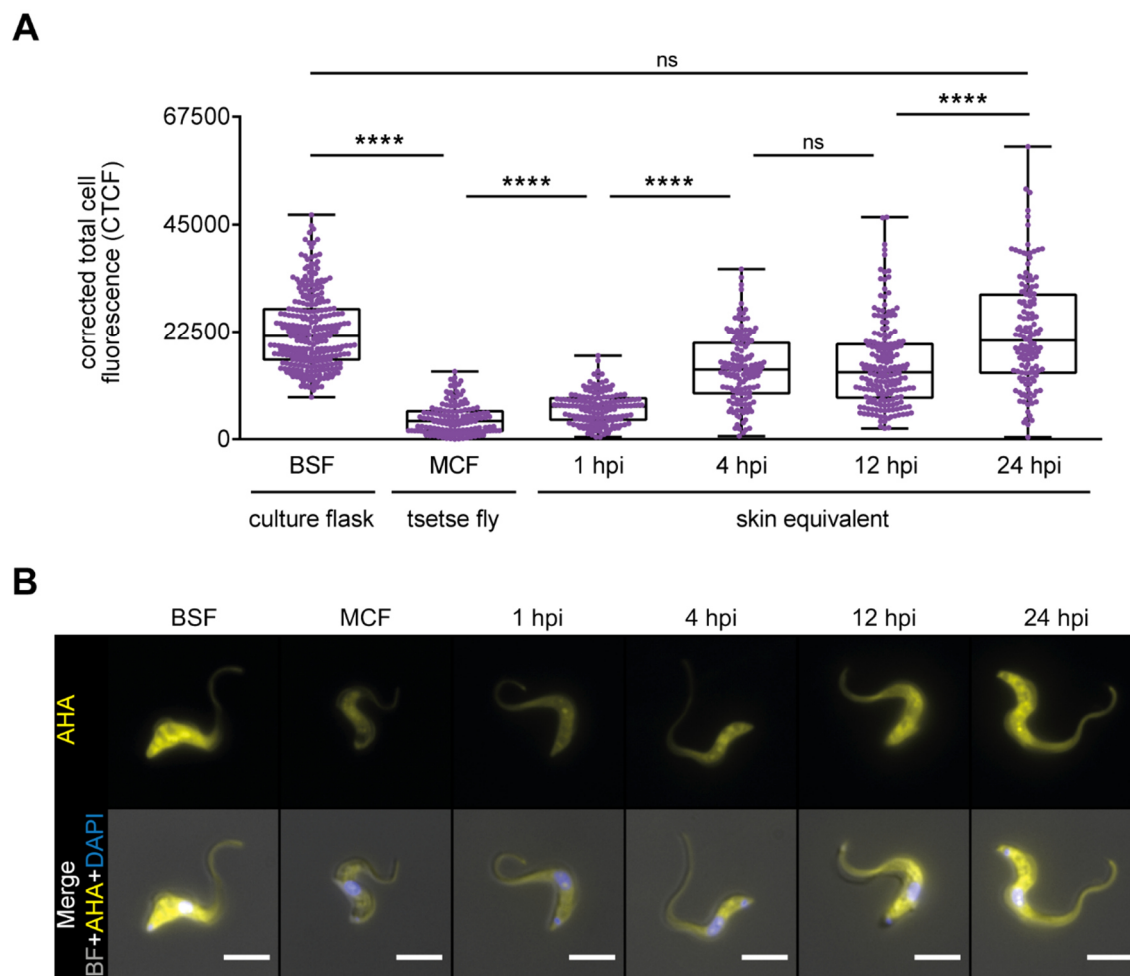 A
ns
67500
****
****
ns
****
****
45000
22500
0
corrected total cell
fluorescence (CTCF)
BSF MCF 1 hpi 4 hpi 12 hpi 24 hpi
culture flask tsetse fly skin equivalent
B
BSF MCF 1 hpi 4 hpi 12 hpi 24 hpi
AHA
Merge
BF+AHA+DAPI